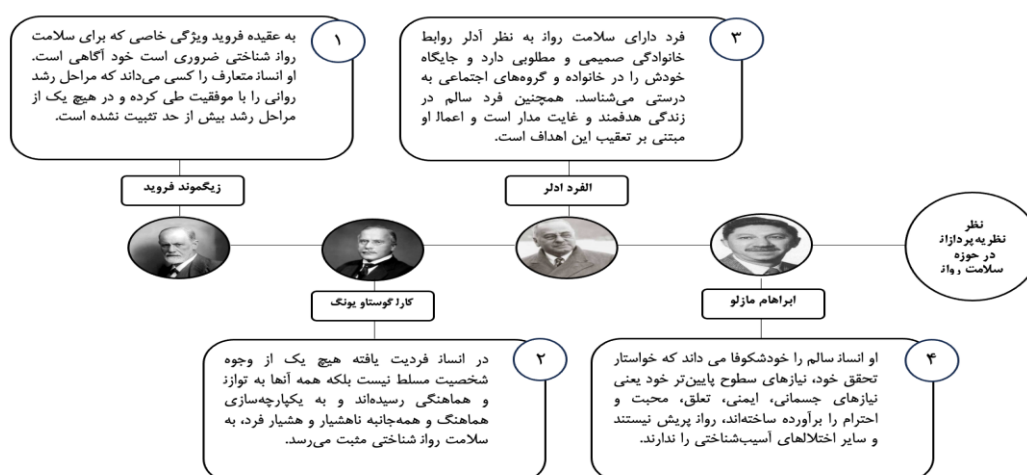 نظر
نظریه‌پردازان
در حوزه
سلامت روان
۱
به عقیده فروید ویژگی خاصی که برای سلامت
روان شناختی ضروری است خود آگاهی است.
او انسان متعارف را کسی می‌داند که مراحل رشد
روانی را با موفقیت طی کرده و در هیچ یک از
مراحل رشد بیش از حد تثبیت نشده است.
زیگموند فروید
۲
در انسان فردیت یافته هیچ یک از وجوه
شخصیت مسلط نیست بلکه همه آنها به توازن
و هماهنگی رسیده‌اند و به یکپارچه‌سازی
هماهنگ و همه‌جانبه ناهشیار و هشیار فرد، به
سلامت روان شناختی مثبت می‌رسد.
کارل گوستاو یونگ
۳
فرد دارای سلامت روان به نظر آدلر روابط
خانوادگی صمیمی و مطلوبی دارد و جایگاه
خودش را در خانواده و گروه‌های اجتماعی به
درستی می‌شناسد. همچنین فرد سالم در
زندگی هدفمند و غایت مدار است و اعمال او
مبتنی بر تعقیب این اهداف است.
الفرد ادلر
۴
او انسان سالم را خودشکوفا می داند که خواستار
تحقق خود، نیازهای سطوح پایین‌تر خود یعنی
نیازهای جسمانی، ایمنی، تعلق، محبت و
احترام را برآورده ساخته‌اند، روان پریش نیستند
و سایر اختلالهای آسیب‌شناختی را ندارند.
ابراهام مازلو